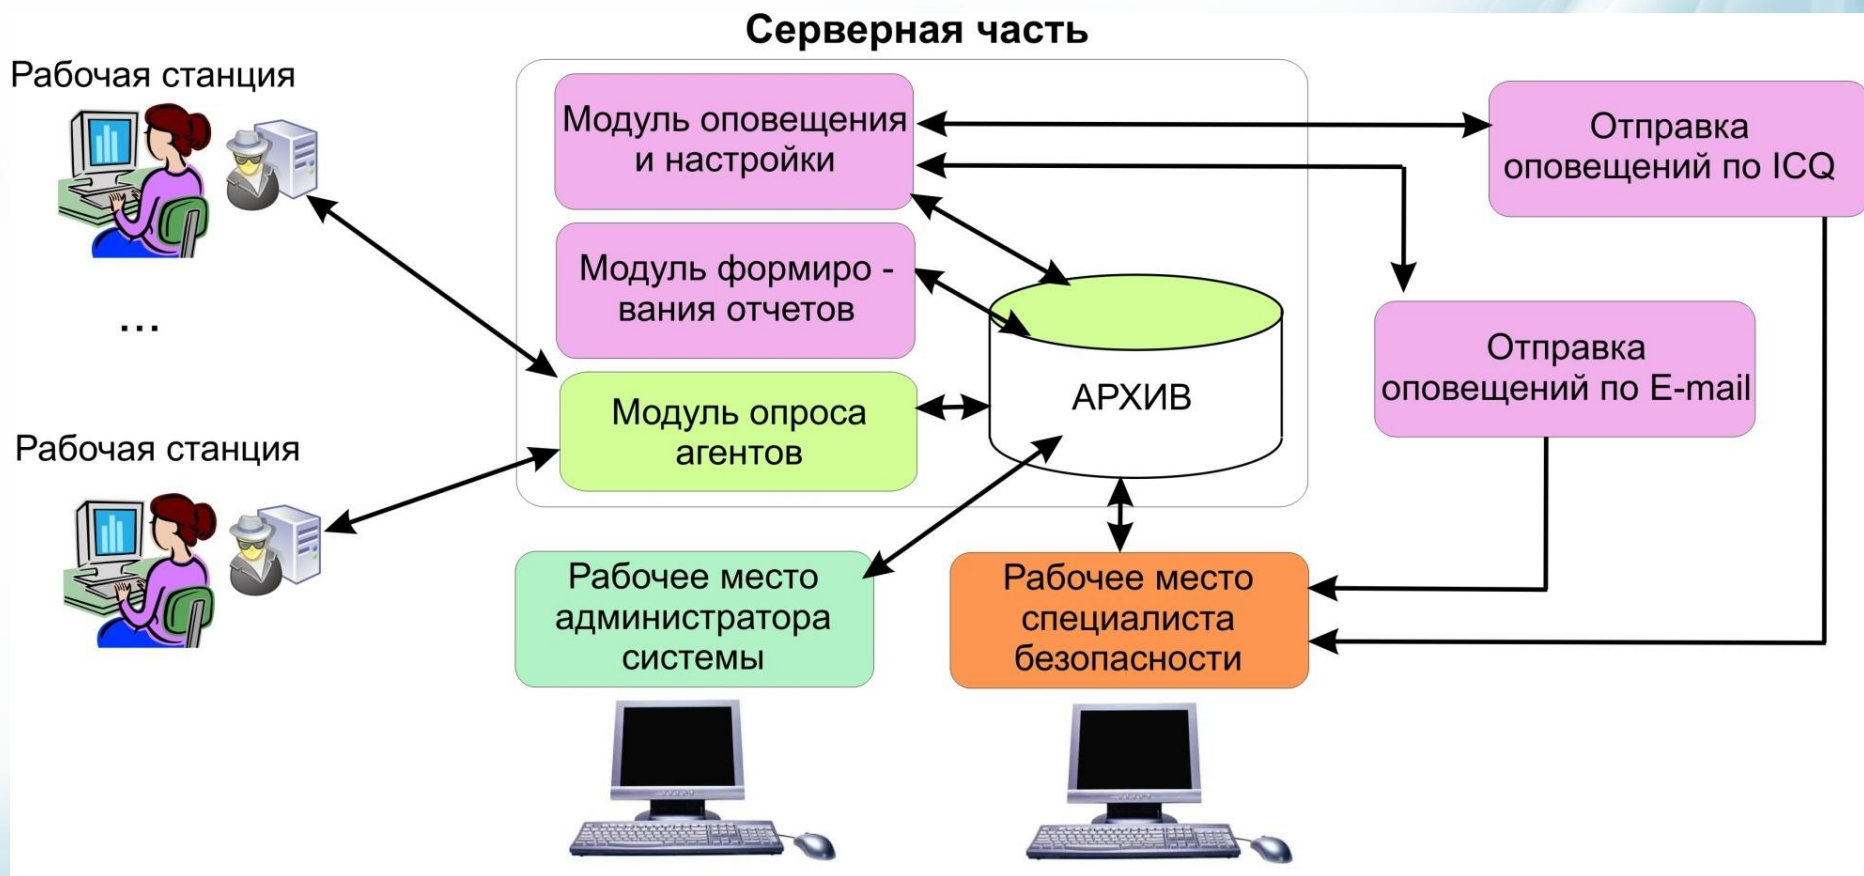 Серверная часть
Рабочая станция
Модуль оповещения
и настройки
Отправка
оповещений по ICQ
Модуль формиро -
вания отчетов
...
Отправка
оповещений по E-mail
АРХИВ
Модуль опроса
агентов
Рабочая станция
Рабочее место
администратора
системы
Рабочее место
специалиста
безопасности